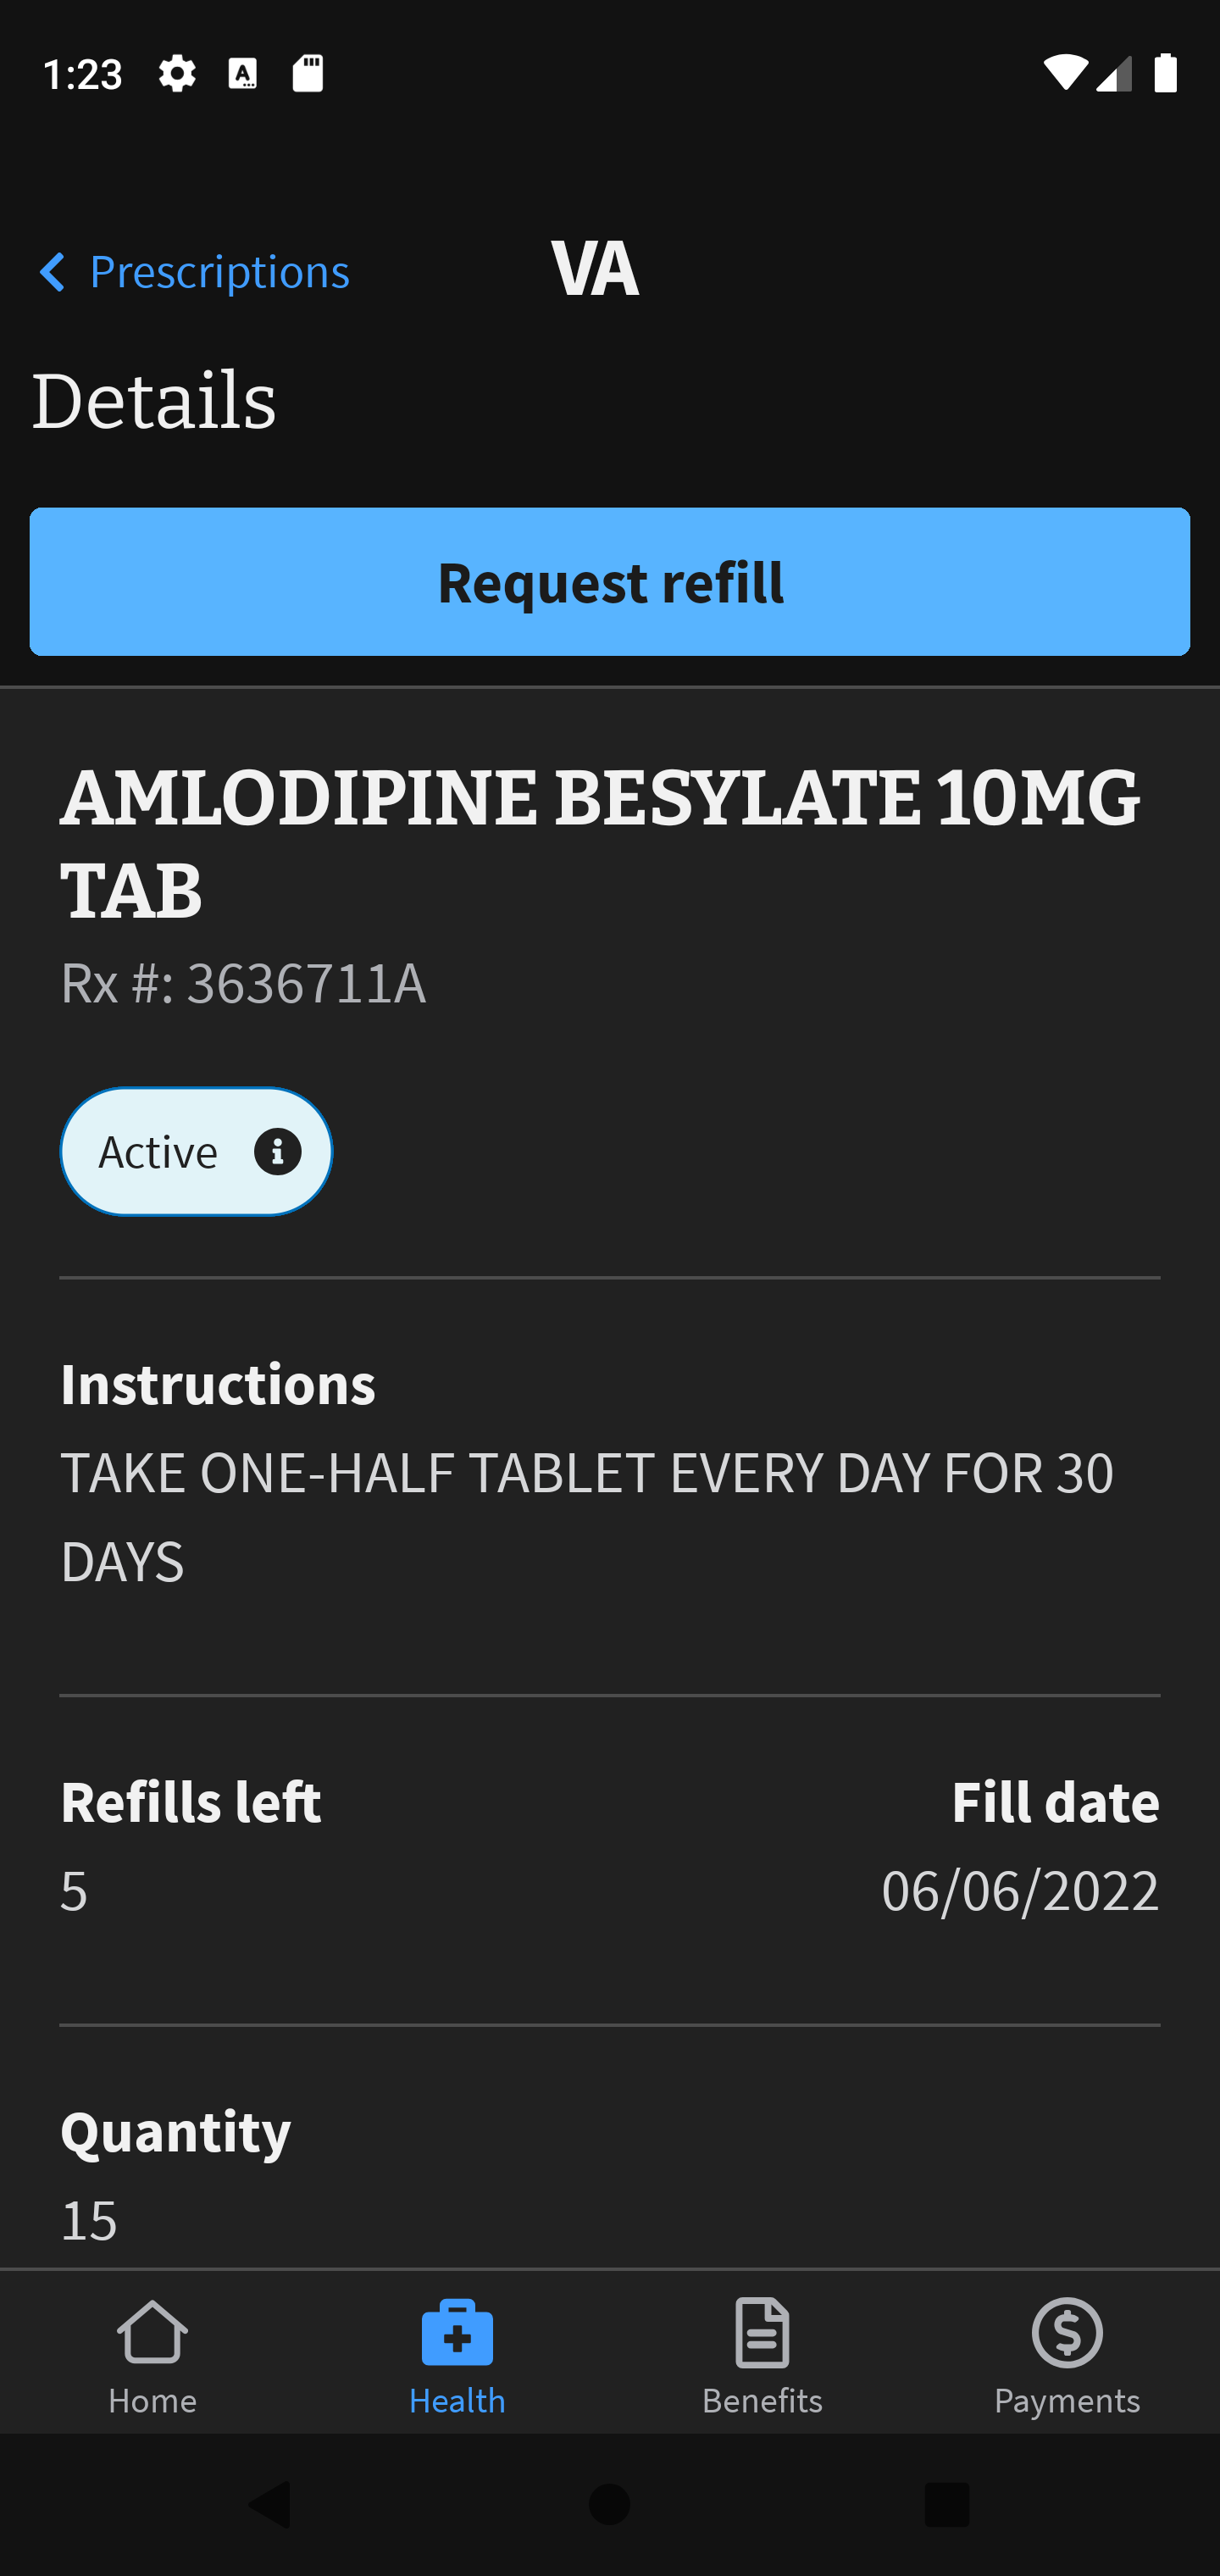 1:23
Prescriptions
VA
Details
Request refill
AMLODIPINE BESYLATE 10MG
TAB
Rx #: 3636711A
Active
Instructions
TAKE ONE-HALF TABLET EVERY DAY FOR 30
DAYS
Refills left
Fill date
5
06/06/2022
Quantity
15
Home
Health
Benefits
Payments